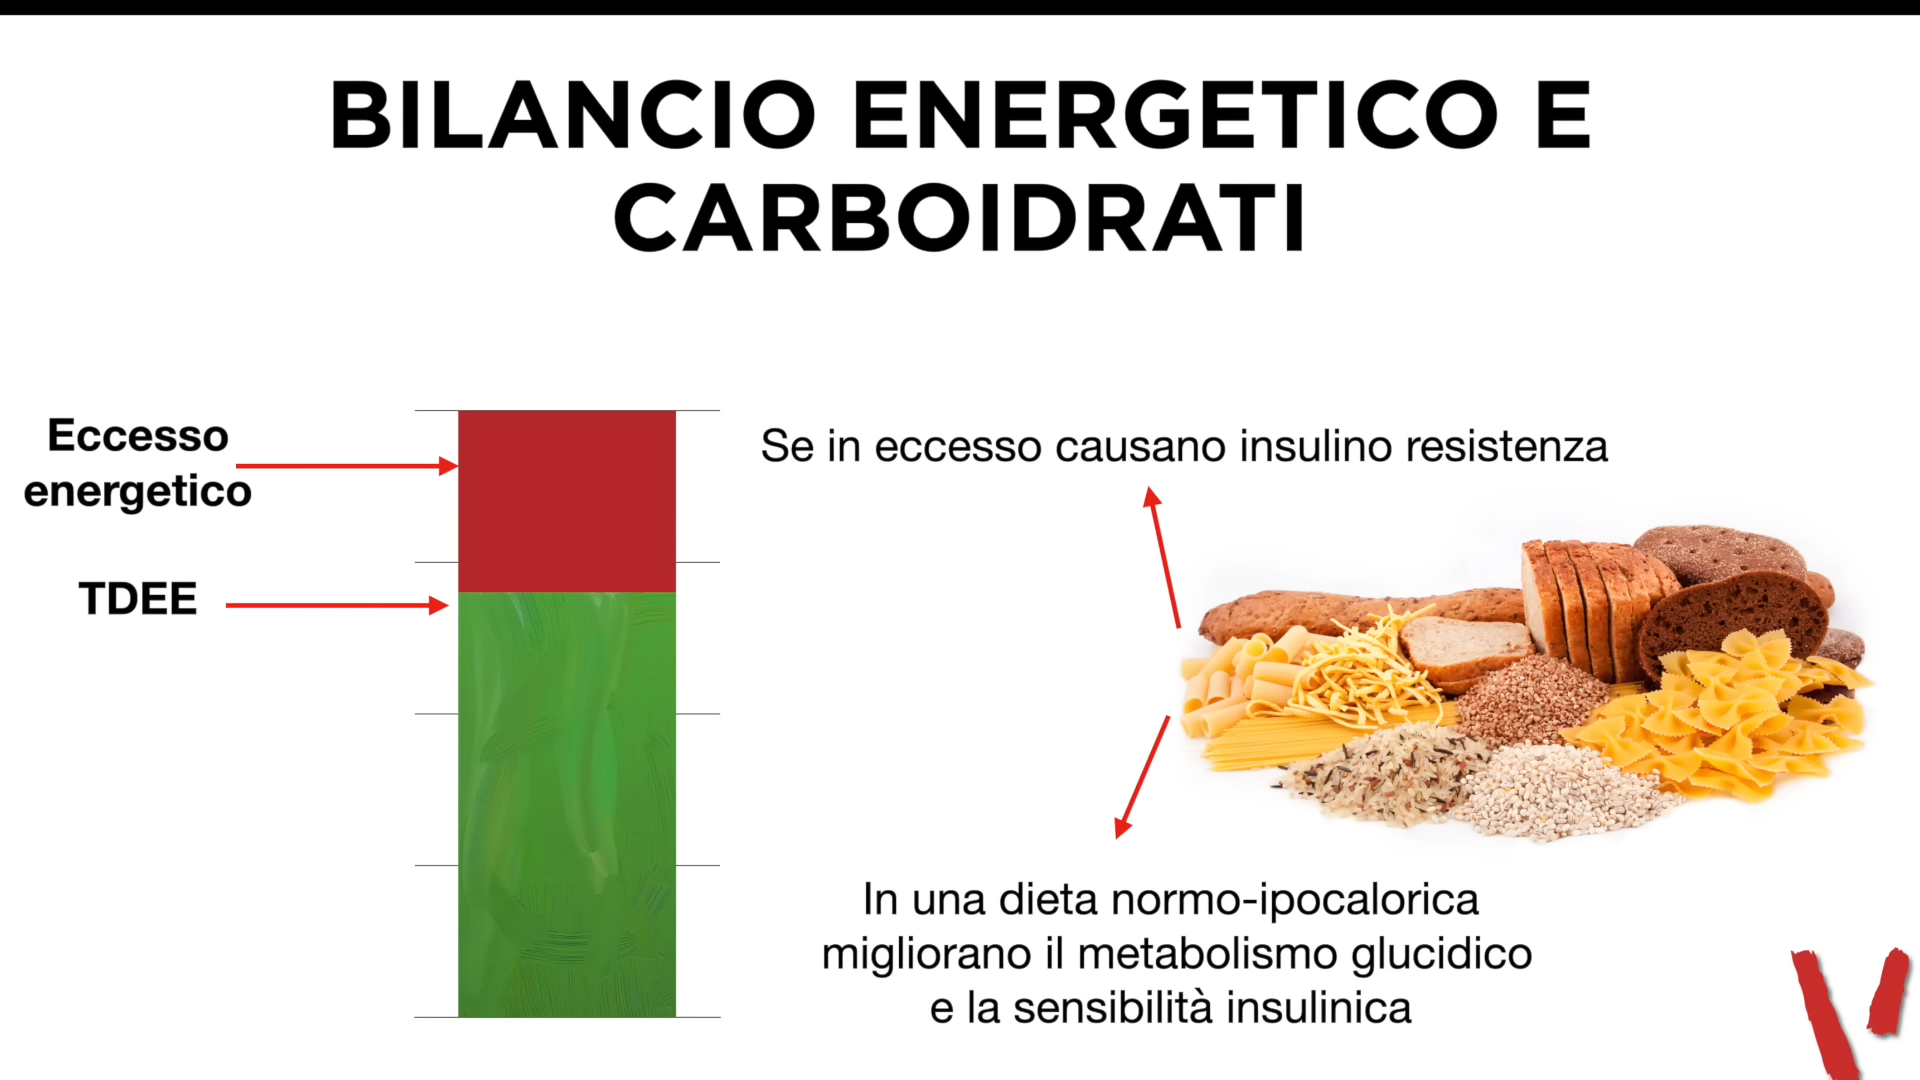 BILANCIO ENERGETICO E
CARBOIDRATI
Eccesso
energetico
TDEE
Se in eccesso causano insulino resistenza
In una dieta normo-ipocalorica
migliorano il metabolismo glucidico
e la sensibilità insulinica